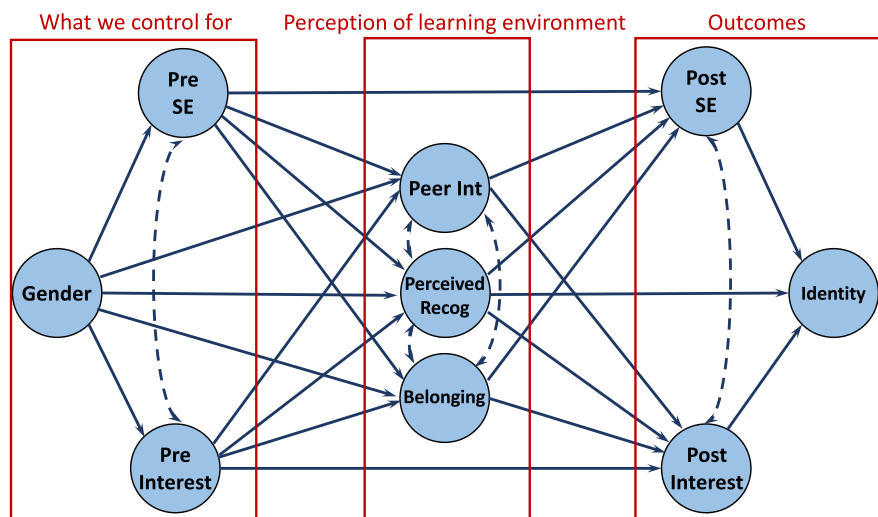 What we control for
Perception of learning environment
Outcomes
Pre
SE
Post
SE
Peer Int
Gender
Perceived
Recog
Identity
Belonging
Pre
Interest
Post
Interest